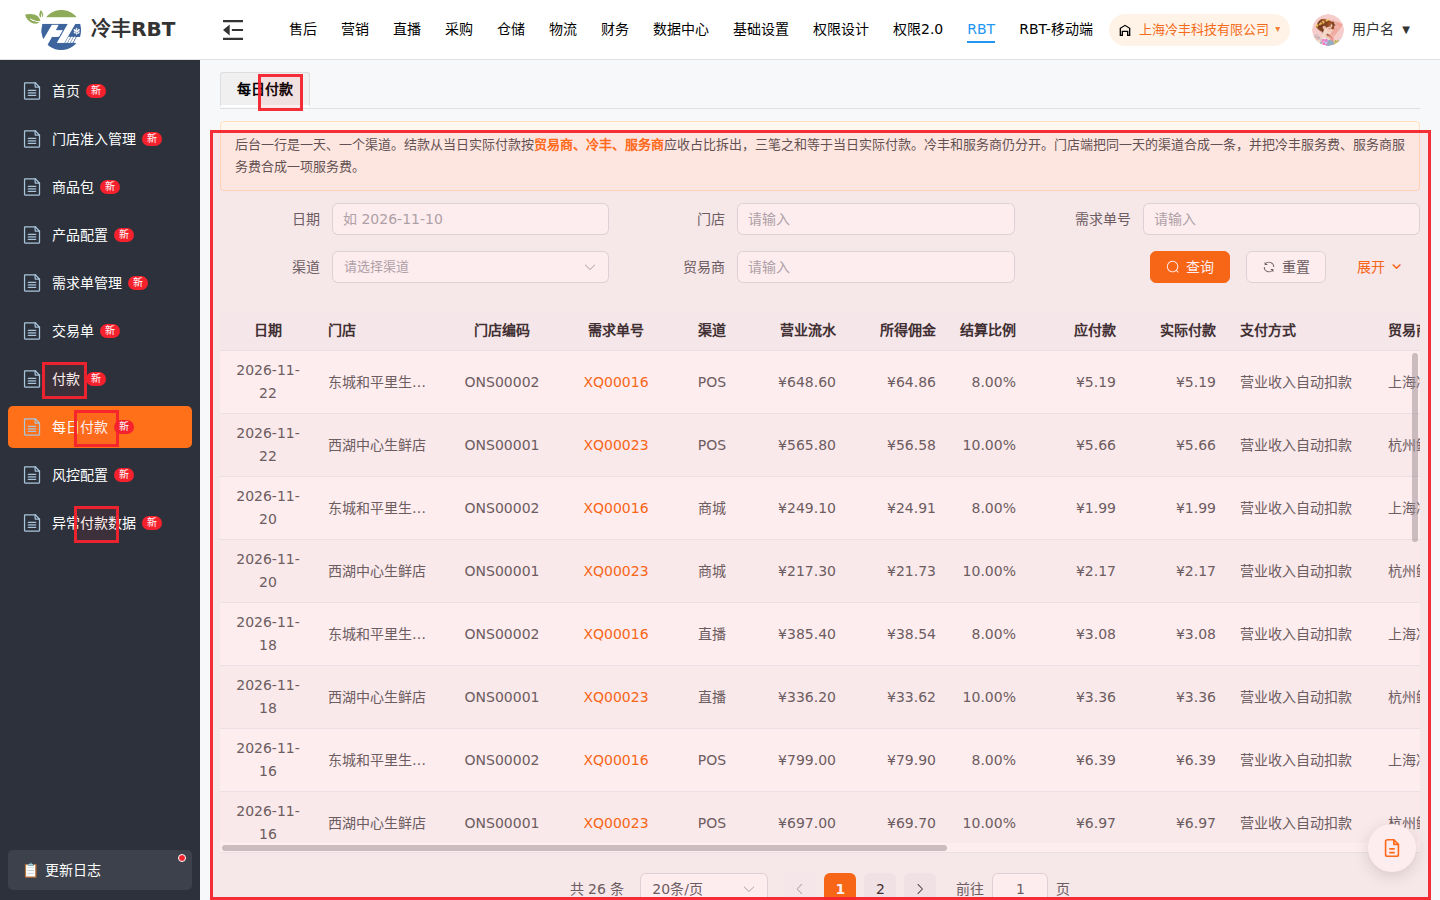 冷丰RBT
售后 营销 直播 采购 仓储 物流 财务 数据中心 基础设置 权限设计 权限2.0 RBT RBT-移动端 上海冷丰科技有限公司 ▾ 用户名 ▼
首页 新
门店准入管理 新
商品包 新
产品配置 新
需求单管理 新
交易单 新
付款 新
每日付款 新
风控配置 新
异常付款数据 新
更新日志
每日付款
后台一行是一天、一个渠道。结款从当日实际付款按贸易商、冷丰、服务商应收占比拆出，三笔之和等于当日实际付款。冷丰和服务商仍分开。门店端把同一天的渠道合成一条，并把冷丰服务费、服务商服
务费合成一项服务费。
日期 如 2026-11-10 门店 请输入 需求单号 请输入
渠道 请选择渠道 贸易商 请输入 查询 重置 展开
日期 门店 门店编码 需求单号 渠道 营业流水 所得佣金 结算比例 应付款 实际付款 支付方式 贸易
2026-11-22 东城和平里生... ONS00002 XQ00016 POS ¥648.60 ¥64.86 8.00% ¥5.19 ¥5.19 营业收入自动扣款 上海
2026-11-22 西湖中心生鲜店 ONS00001 XQ00023 POS ¥565.80 ¥56.58 10.00% ¥5.66 ¥5.66 营业收入自动扣款 杭州
2026-11-20 东城和平里生... ONS00002 XQ00016 商城 ¥249.10 ¥24.91 8.00% ¥1.99 ¥1.99 营业收入自动扣款 上海
2026-11-20 西湖中心生鲜店 ONS00001 XQ00023 商城 ¥217.30 ¥21.73 10.00% ¥2.17 ¥2.17 营业收入自动扣款 杭州
2026-11-18 东城和平里生... ONS00002 XQ00016 直播 ¥385.40 ¥38.54 8.00% ¥3.08 ¥3.08 营业收入自动扣款 上海
2026-11-18 西湖中心生鲜店 ONS00001 XQ00023 直播 ¥336.20 ¥33.62 10.00% ¥3.36 ¥3.36 营业收入自动扣款 杭州
2026-11-16 东城和平里生... ONS00002 XQ00016 POS ¥799.00 ¥79.90 8.00% ¥6.39 ¥6.39 营业收入自动扣款 上海
2026-11-16 西湖中心生鲜店 ONS00001 XQ00023 POS ¥697.00 ¥69.70 10.00% ¥6.97 ¥6.97 营业收入自动扣款 杭州
共 26 条 20条/页 1 2 前往 1 页